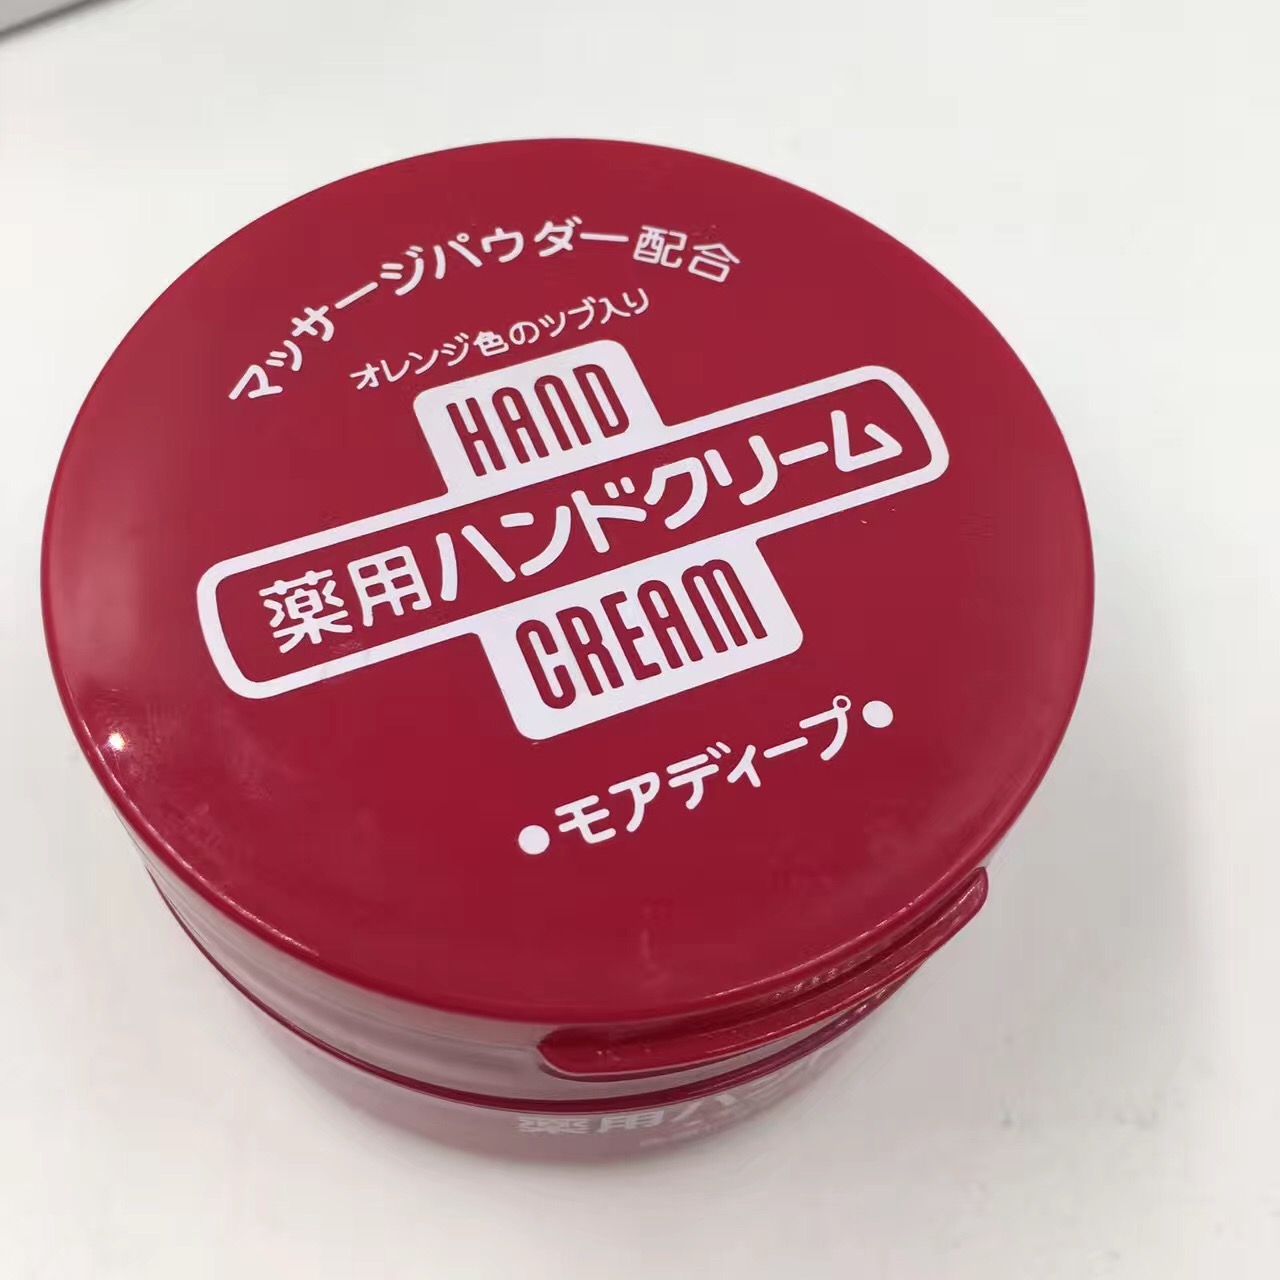 マッサージパウダー配合
オレンジ色のツブ入り
HAND
薬用ハンドクリーム
CREAM
●モアディープ●
薬用ハン